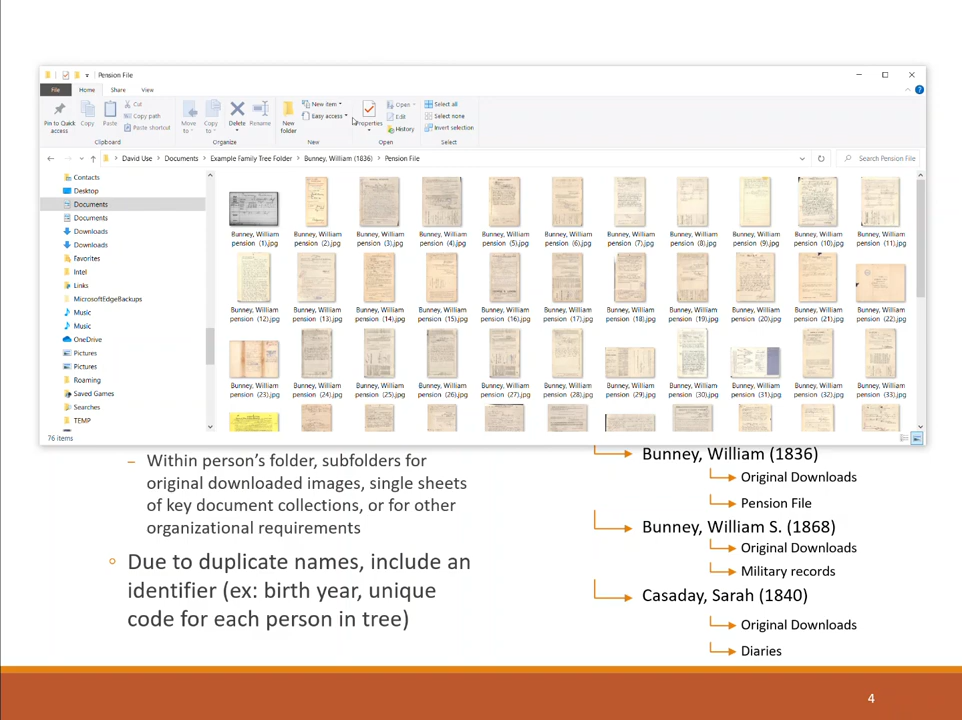 Pension File
File Home Share View
Pin to Quick access
Copy
Paste
Cut
Copy path
Paste shortcut
Clipboard
Move to
Copy to
Delete
Rename
Organize
New folder
New item
Easy access
New
Properties
Open
Edit
History
Open
Select all
Select none
Invert selection
Select
David Use > Documents > Example Family Tree Folder > Bunney, William (1836) > Pension File
Search Pension File
Contacts
Desktop
Documents
Documents
Downloads
Downloads
Favorites
Intel
Links
MicrosoftEdgeBackups
Music
Music
OneDrive
Pictures
Pictures
Roaming
Saved Games
Searches
TEMP
Bunney, William pension (1).jpg
Bunney, William pension (2).jpg
Bunney, William pension (3).jpg
Bunney, William pension (4).jpg
Bunney, William pension (5).jpg
Bunney, William pension (6).jpg
Bunney, William pension (7).jpg
Bunney, William pension (8).jpg
Bunney, William pension (9).jpg
Bunney, William pension (10).jpg
Bunney, William pension (11).jpg
Bunney, William pension (12).jpg
Bunney, William pension (13).jpg
Bunney, William pension (14).jpg
Bunney, William pension (15).jpg
Bunney, William pension (16).jpg
Bunney, William pension (17).jpg
Bunney, William pension (18).jpg
Bunney, William pension (19).jpg
Bunney, William pension (20).jpg
Bunney, William pension (21).jpg
Bunney, William pension (22).jpg
Bunney, William pension (23).jpg
Bunney, William pension (24).jpg
Bunney, William pension (25).jpg
Bunney, William pension (26).jpg
Bunney, William pension (27).jpg
Bunney, William pension (28).jpg
Bunney, William pension (29).jpg
Bunney, William pension (30).jpg
Bunney, William pension (31).jpg
Bunney, William pension (32).jpg
Bunney, William pension (33).jpg
76 items
– Within person’s folder, subfolders for
original downloaded images, single sheets
of key document collections, or for other
organizational requirements
Due to duplicate names, include an
identifier (ex: birth year, unique
code for each person in tree)
Bunney, William (1836)
Original Downloads
Pension File
Bunney, William S. (1868)
Original Downloads
Military records
Casaday, Sarah (1840)
Original Downloads
Diaries
4